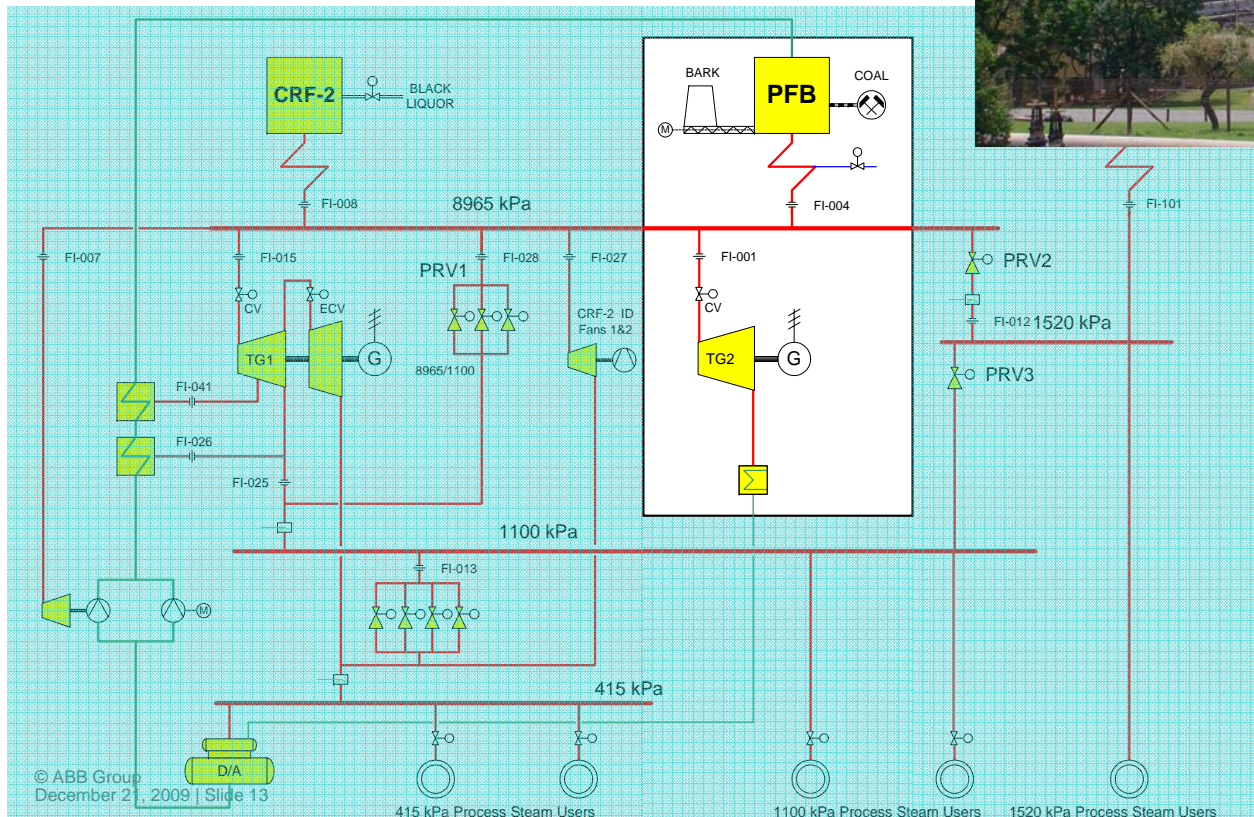 BARK
COAL
PFB
CRF-2
BLACK
LIQUOR
M
FI-008
FI-004
FI-101
8965 kPa
FI-007
FI-015
PRV1
FI-028
FI-027
FI-001
PRV2
CV
ECV
CV
CRF-2 ID
Fans 1&2
FI-012
1520 kPa
TG1
G
TG2
G
8965/1100
PRV3
FI-041
FI-026
FI-025
1100 kPa
FI-013
M
415 kPa
D/A
© ABB Group
December 21, 2009 | Slide 13
415 kPa Process Steam Users
1100 kPa Process Steam Users
1520 kPa Process Steam Users